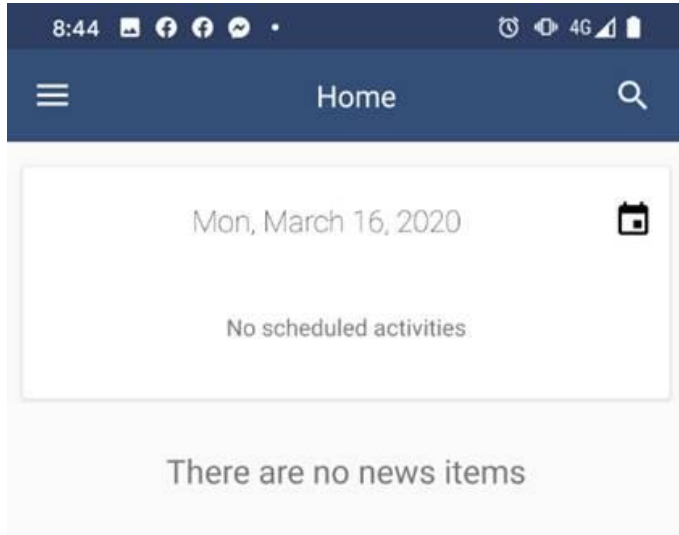 8:44 4G
Home
Mon, March 16, 2020
No scheduled activities
There are no news items